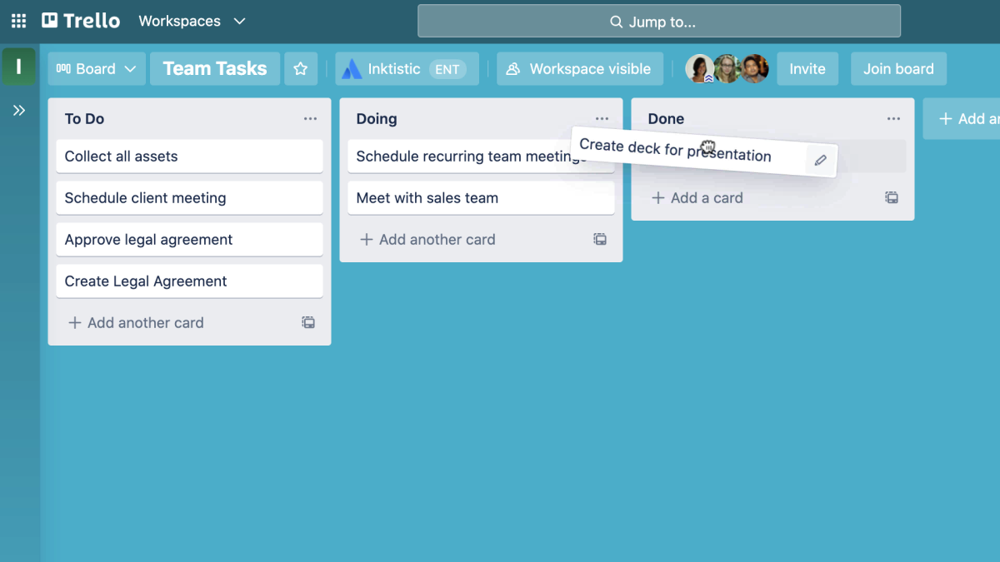 Trello
Workspaces
Jump to...
I
Board
Team Tasks
Inktistic
ENT
Workspace visible
Invite
Join board
To Do
Collect all assets
Schedule client meeting
Approve legal agreement
Create Legal Agreement
Add another card
Doing
Schedule recurring team meetings
Meet with sales team
Add another card
Done
Create deck for presentation
Add a card
Add